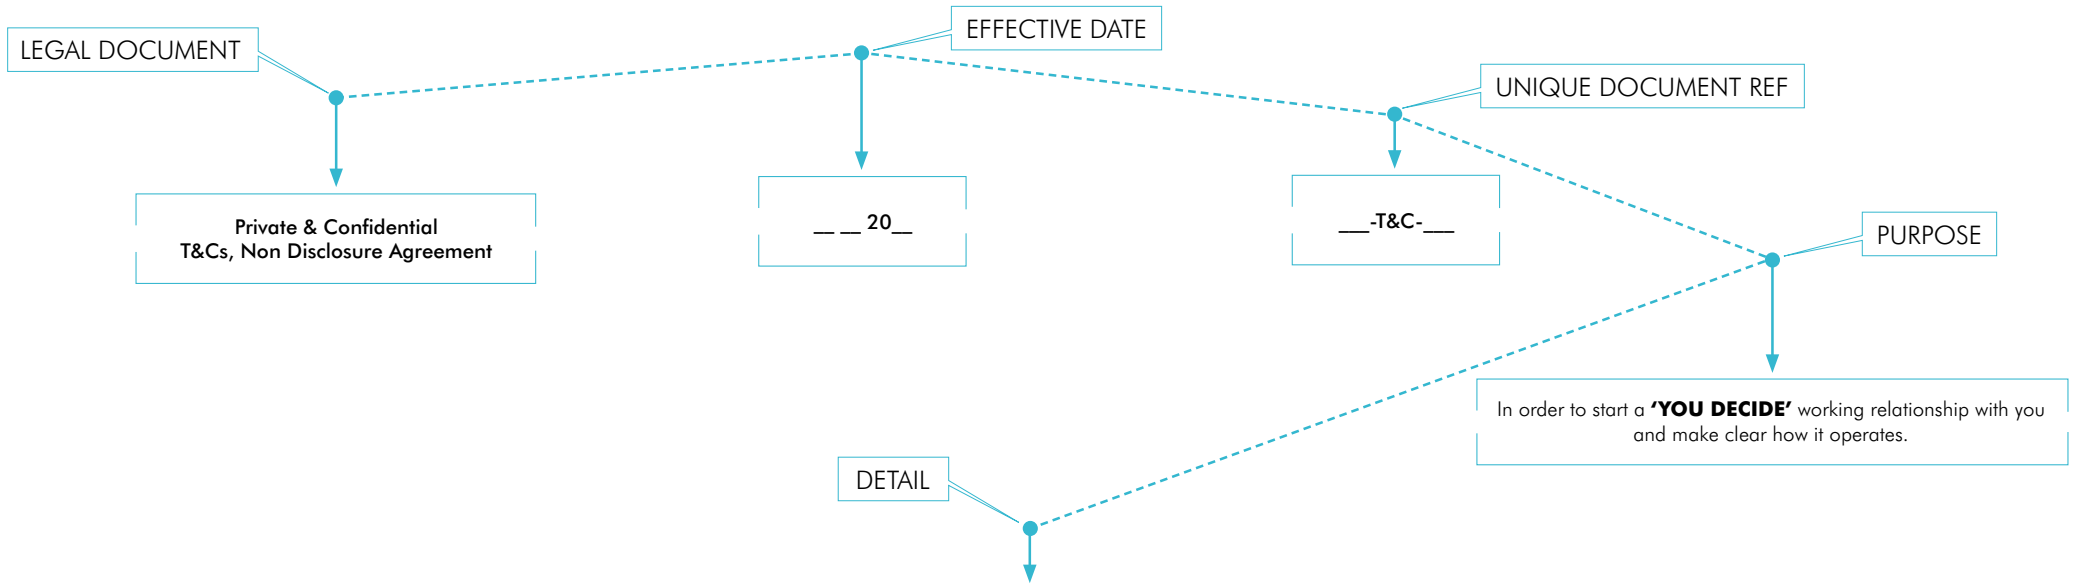 LEGAL DOCUMENT
EFFECTIVE DATE
UNIQUE DOCUMENT REF
Private & Confidential
T&Cs, Non Disclosure Agreement
__ __ 20__
___-T&C-___
PURPOSE
In order to start a ‘YOU DECIDE’ working relationship with you
and make clear how it operates.
DETAIL